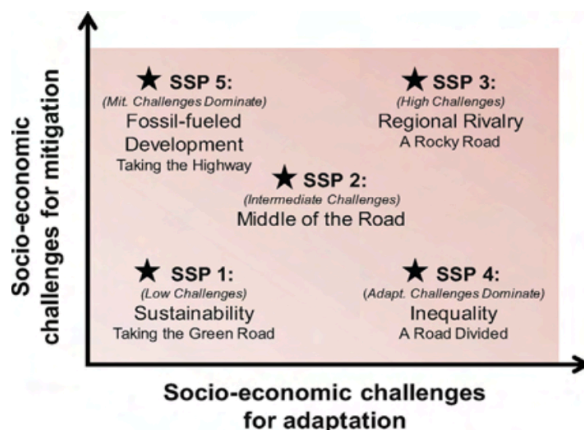 Socio-economic
challenges for mitigation
SSP 5:
(Mit. Challenges Dominate)
Fossil-fueled
Development
Taking the Highway
SSP 3:
(High Challenges)
Regional Rivalry
A Rocky Road
SSP 2:
(Intermediate Challenges)
Middle of the Road
SSP 1:
(Low Challenges)
Sustainability
Taking the Green Road
SSP 4:
(Adapt. Challenges Dominate)
Inequality
A Road Divided
Socio-economic challenges
for adaptation